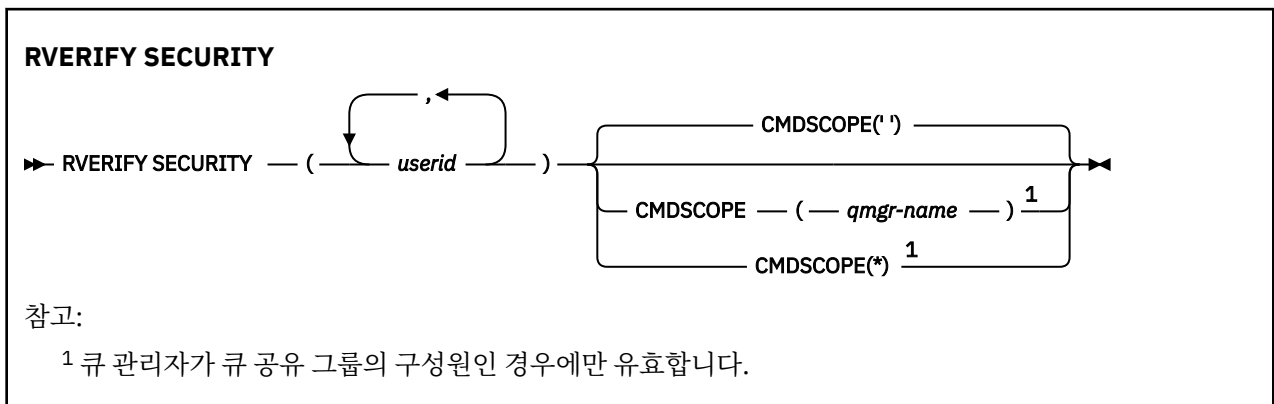 RVERIFY SECURITY
,
CMDSCOPE(' ')
RVERIFY SECURITY ( userid )
CMDSCOPE ( qmgr-name ) 1
CMDSCOPE(*) 1
참고:
1 큐 관리자가 큐 공유 그룹의 구성원인 경우에만 유효합니다.